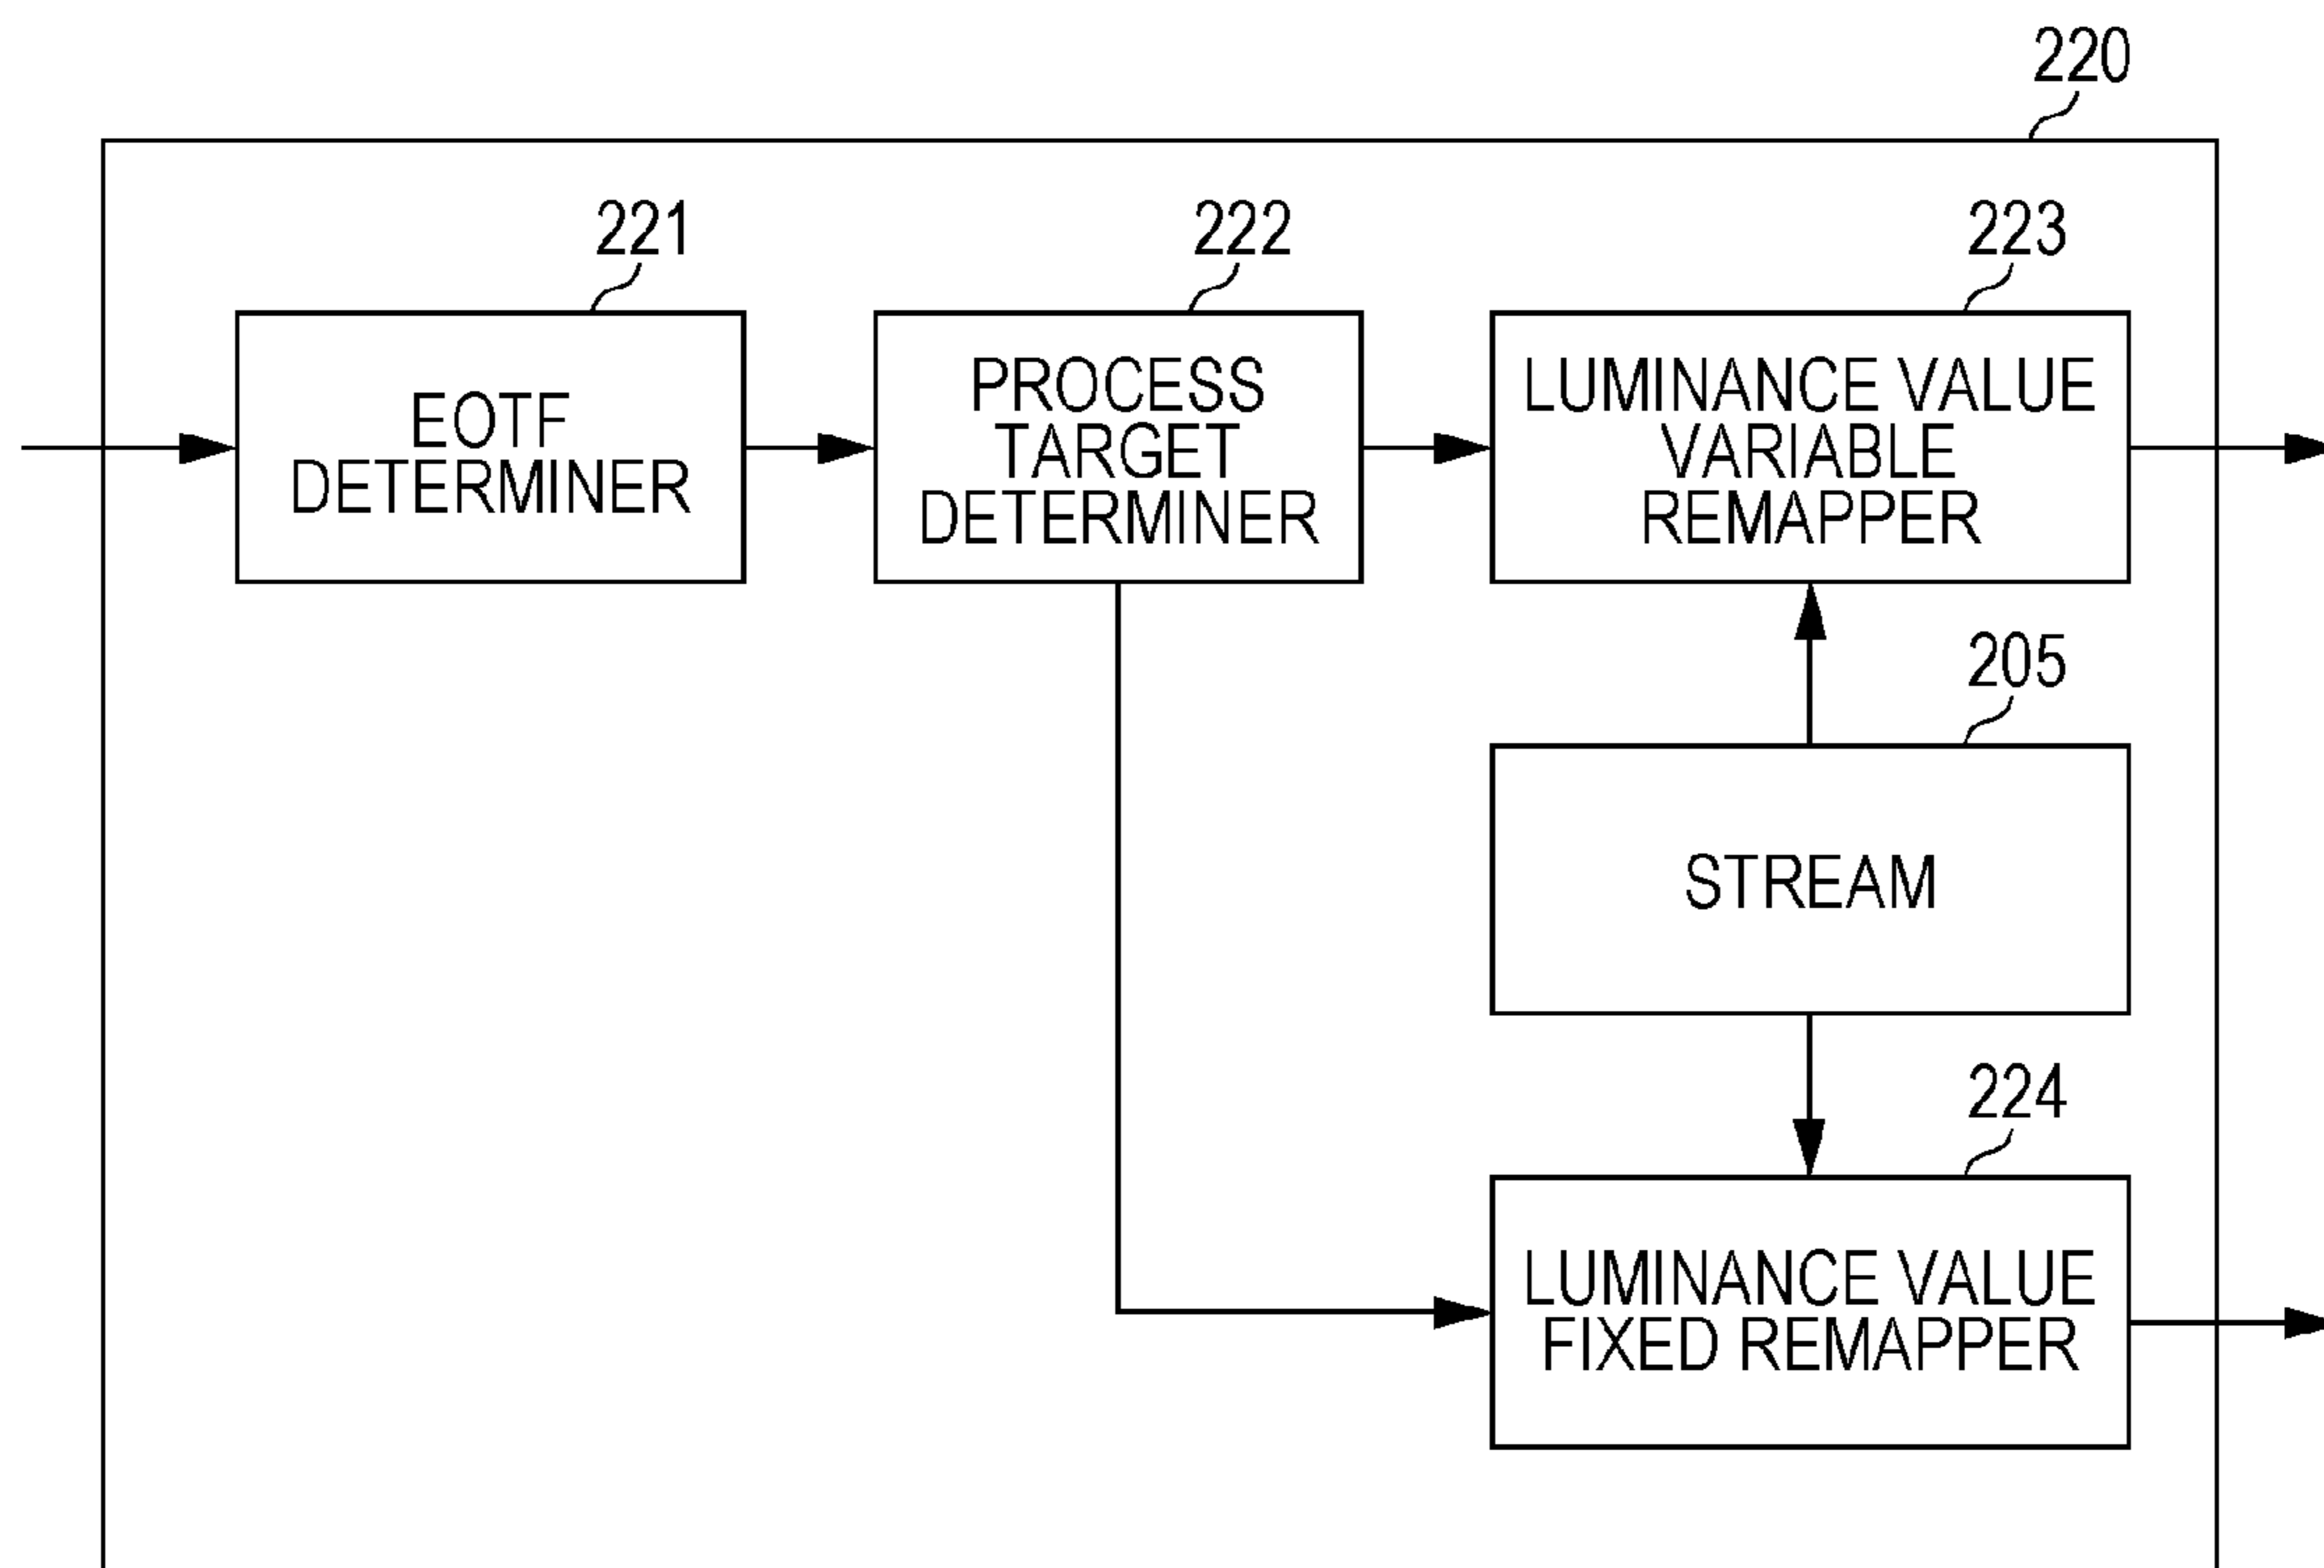 220
221
222
223
EOTF
DETERMINER
PROCESS
TARGET
DETERMINER
LUMINANCE VALUE
VARIABLE
REMAPPER
205
STREAM
224
LUMINANCE VALUE
FIXED REMAPPER